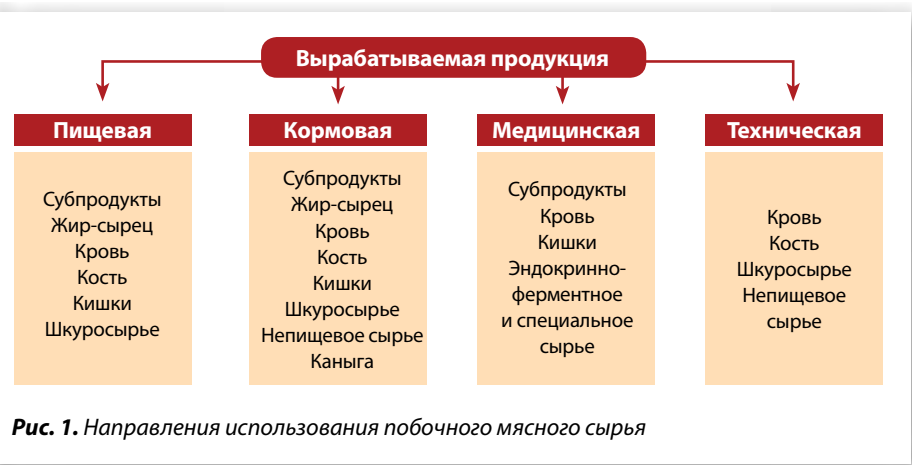 Вырабатываемая продукция
Пищевая
Субпродукты
Жир-сырец
Кровь
Кость
Кишки
Шкуросырье
Кормовая
Субпродукты
Жир-сырец
Кровь
Кость
Кишки
Шкуросырье
Непищевое сырье
Каныга
Медицинская
Субпродукты
Кровь
Кишки
Эндокринно-
ферментное
и специальное
сырье
Техническая
Кровь
Кость
Шкуросырье
Непищевое
сырье
Рис. 1. Направления использования побочного мясного сырья